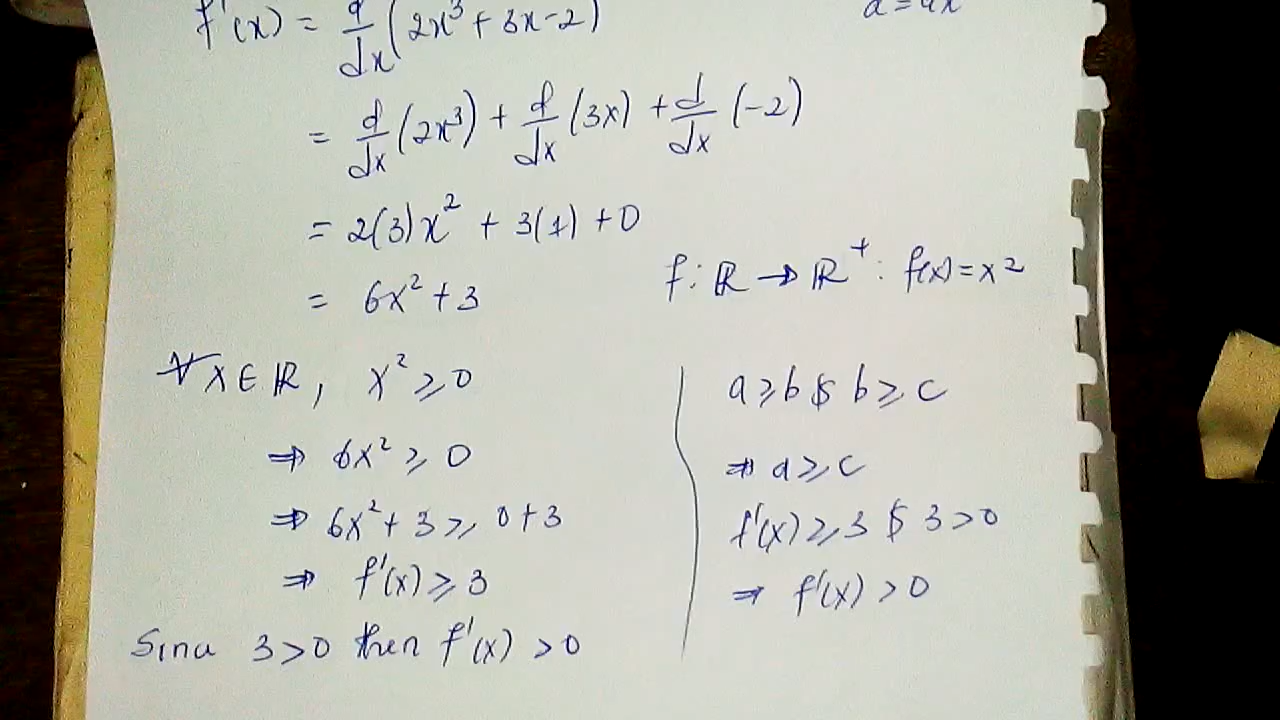 f'(x) = d/dx (2x³ + 3x - 2)
= d/dx (2x³) + d/dx (3x) + d/dx (-2)
= 2(3)x² + 3(1) + 0
= 6x² + 3
f: ℝ → ℝ⁺: f(x) = x²
∀x ∈ ℝ, x² ≥ 0
⇒ 6x² ≥ 0
⇒ 6x² + 3 ≥ 0 + 3
⇒ f'(x) ≥ 3
Since 3 > 0 then f'(x) > 0
a ≥ b & b ≥ c
⇒ a ≥ c
f'(x) ≥ 3 & 3 > 0
⇒ f'(x) > 0